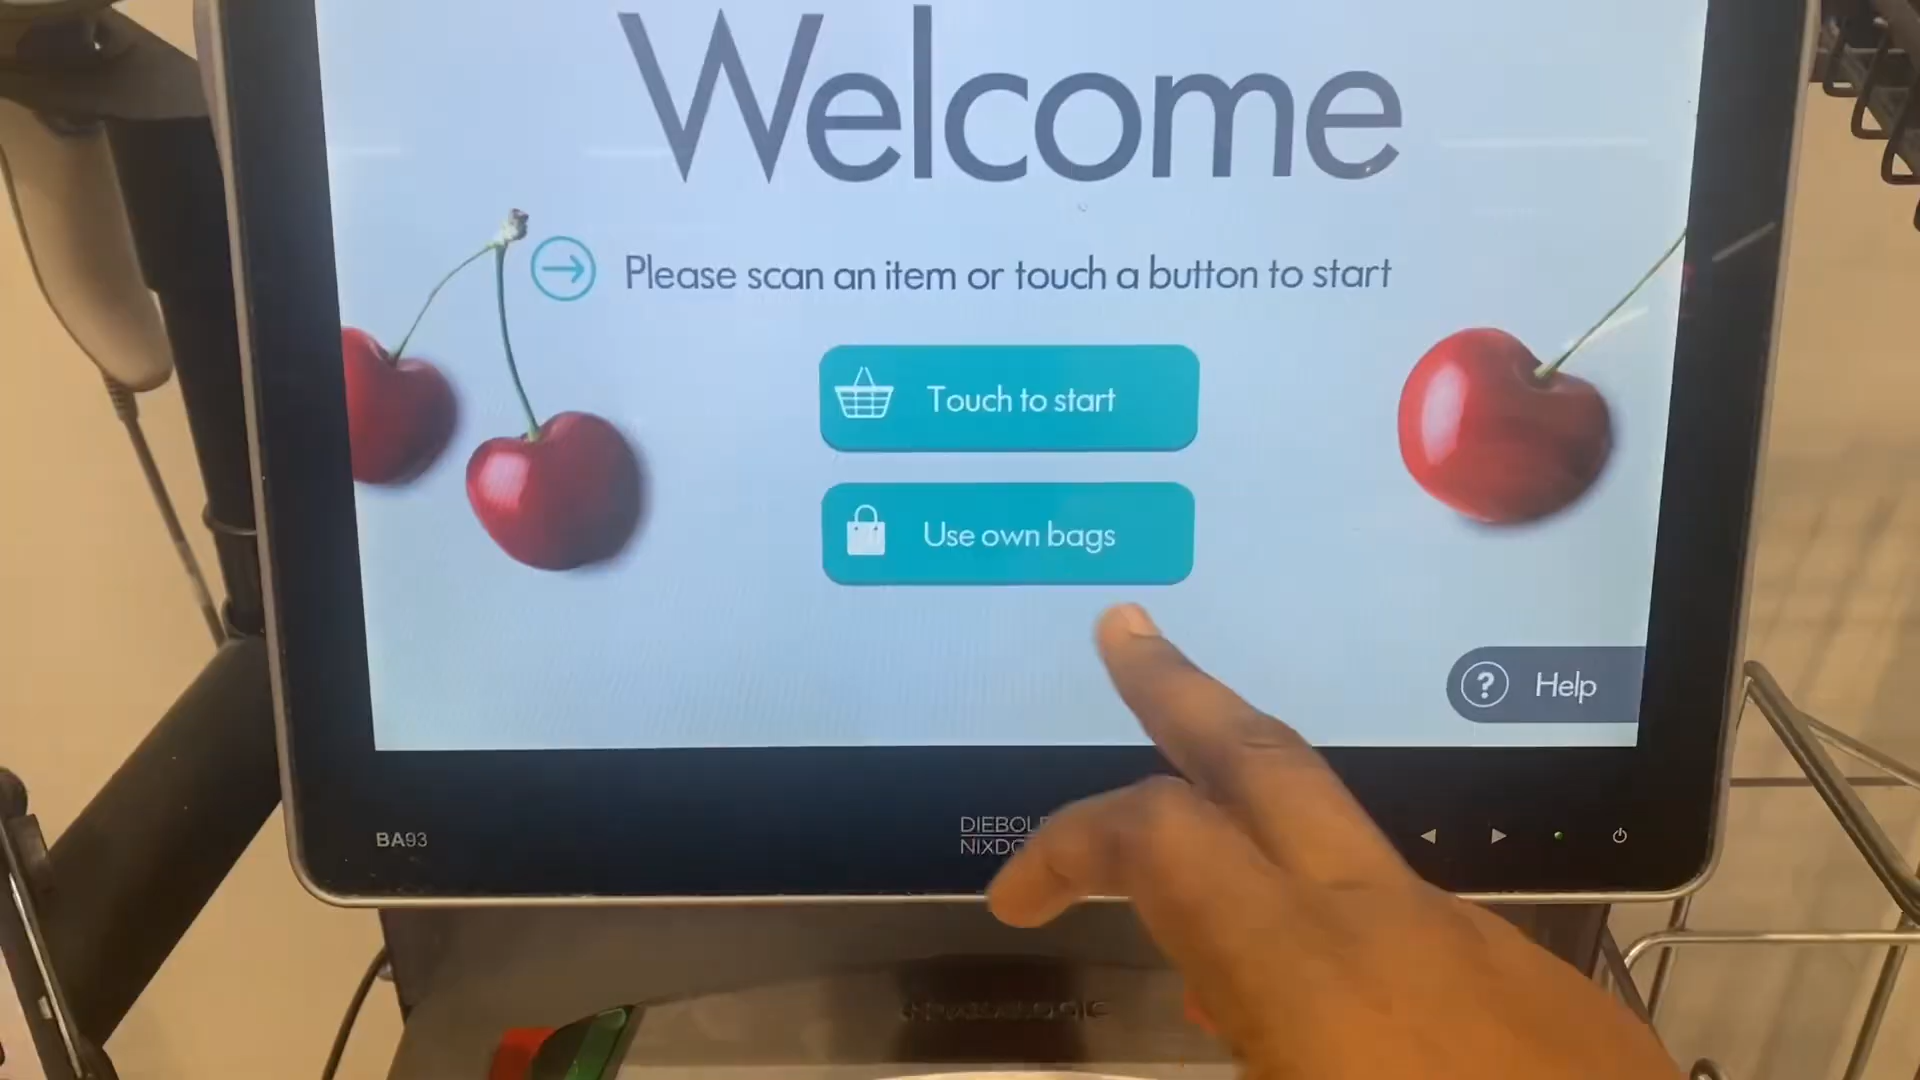 Welcome
Please scan an item or touch a button to start
Touch to start
Use own bags
? Help
BA93